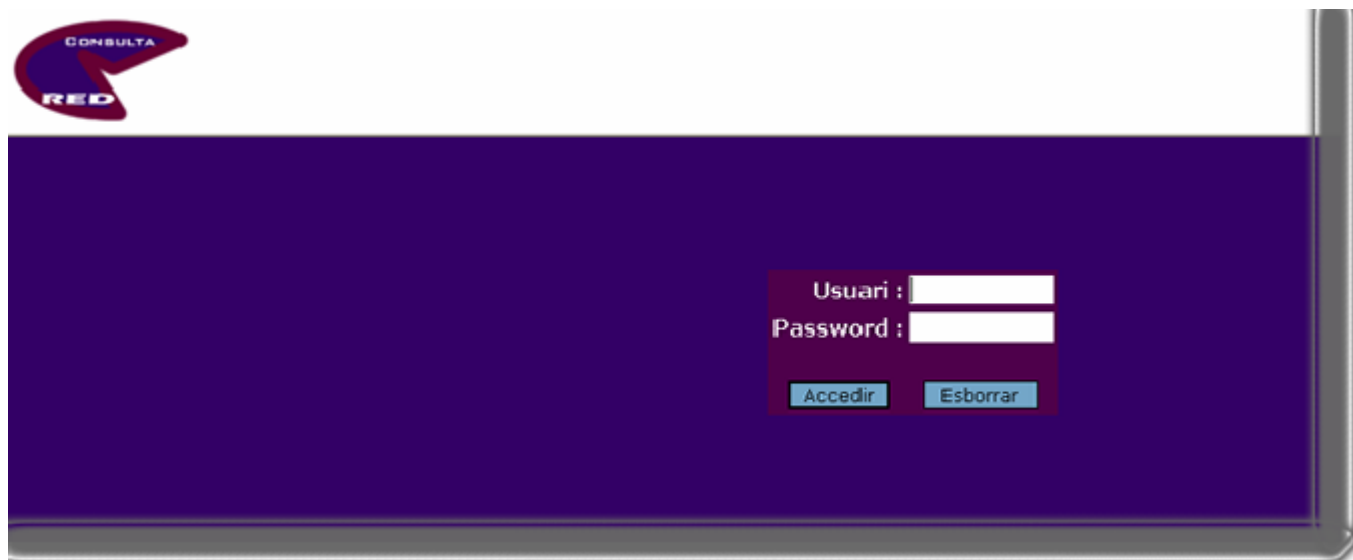 CONSULTA
RED
Usuari :
Password :
Accedir
Esborrar